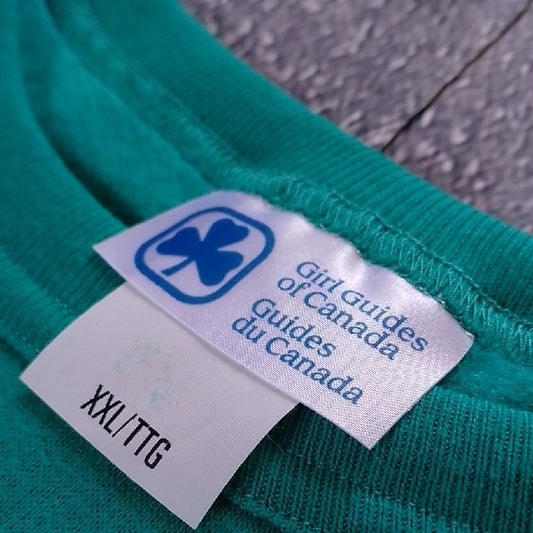 Girl Guides
of Canada
Guides
du Canada
XXL/TTG